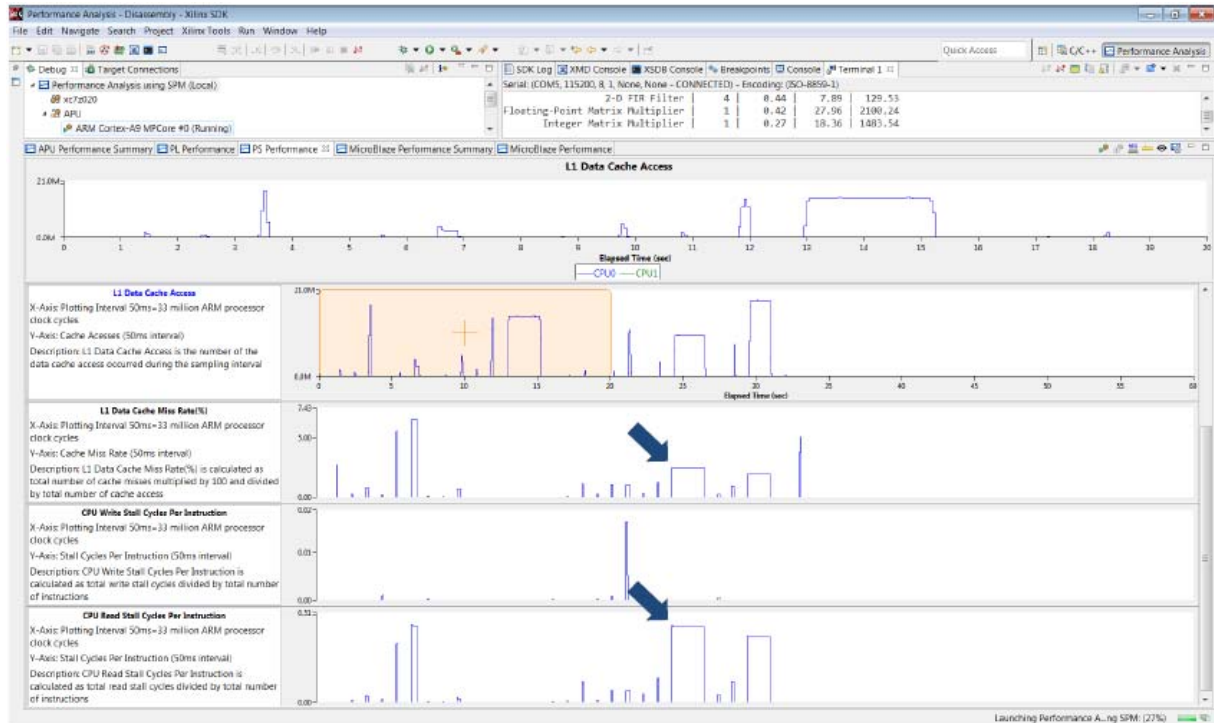 Performance Analysis - Disassembly - Xilinx SDK
File Edit Navigate Search Project Xilinx Tools Run Window Help
Quick Access
C/C++ Performance Analysis
Debug Target Connections
SDK Log XMD Console XSDB Console Breakpoints Console Terminal 1
Performance Analysis using SPM (Local)
xc7z020
APU
ARM Cortex-A9 MPCore #0 (Running)
Serial: (COM5, 115200, 8, 1, None, None - CONNECTED) - Encoding: (ISO-8859-1)
2-D FIR Filter | 4 | 0.44 | 7.89 | 129.53
Floating-Point Matrix Multiplier | 1 | 0.42 | 27.96 | 2100.24
Integer Matrix Multiplier | 1 | 0.27 | 18.36 | 1483.54
APU Performance Summary PL Performance PS Performance MicroBlaze Performance Summary MicroBlaze Performance
L1 Data Cache Access
21.0M
0.0M
0 1 2 3 4 5 6 7 8 9 10 11 12 13 14 15 16 17 18 19 20
Elapsed Time (sec)
CPU0 CPU1
L1 Data Cache Access
X-Axis: Plotting Interval 50ms=33 million ARM processor
clock cycles
Y-Axis: Cache Acesses (50ms interval)
Description: L1 Data Cache Access is the number of the
data cache access occurred during the sampling interval
21.0M
0.0M
0 5 10 15 20 25 30 35 40 45 50 55 60
Elapsed Time (sec)
L1 Data Cache Miss Rate(%)
X-Axis: Plotting Interval 50ms=33 million ARM processor
clock cycles
Y-Axis: Cache Miss Rate (50ms interval)
Description: L1 Data Cache Miss Rate(%) is calculated as
total number of cache misses multiplied by 100 and divided
by total number of cache access
7.43
5.00
0.00
CPU Write Stall Cycles Per Instruction
X-Axis: Plotting Interval 50ms=33 million ARM processor
clock cycles
Y-Axis: Stall Cycles Per Instruction (50ms interval)
Description: CPU Write Stall Cycles Per Instruction is
calculated as total write stall cycles divided by total number
of instructions
0.02
0.01
0.00
CPU Read Stall Cycles Per Instruction
X-Axis: Plotting Interval 50ms=33 million ARM processor
clock cycles
Y-Axis: Stall Cycles Per Instruction (50ms interval)
Description: CPU Read Stall Cycles Per Instruction is
calculated as total read stall cycles divided by total number
of instructions
0.00
Launching Performance A...ng SPM: (27%)